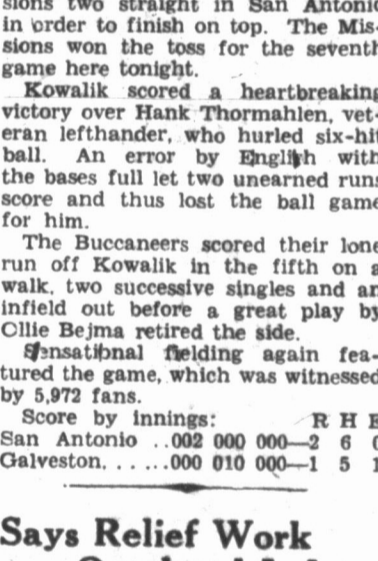 sions two straight in San Antonio
in order to finish on top. The Mis-
sions won the toss for the seventh
game here tonight.
Kowalik scored a heartbreaking
victory over Hank Thormahlen, vet-
eran lefthander, who hurled six-hit
ball. An error by English with
the bases full let two unearned runs
score and thus lost the ball game
for him.
The Buccaneers scored their lone
run off Kowalik in the fifth on a
walk, two successive singles and an
infield out before a great play by
Ollie Bejma retired the side.
Sensational fielding again fea-
tured the game, which was witnessed
by 5,972 fans.
Score by innings: R H E
San Antonio ..002 000 000—2 6 0
Galveston......000 010 000—1 5 1
Says Relief Work